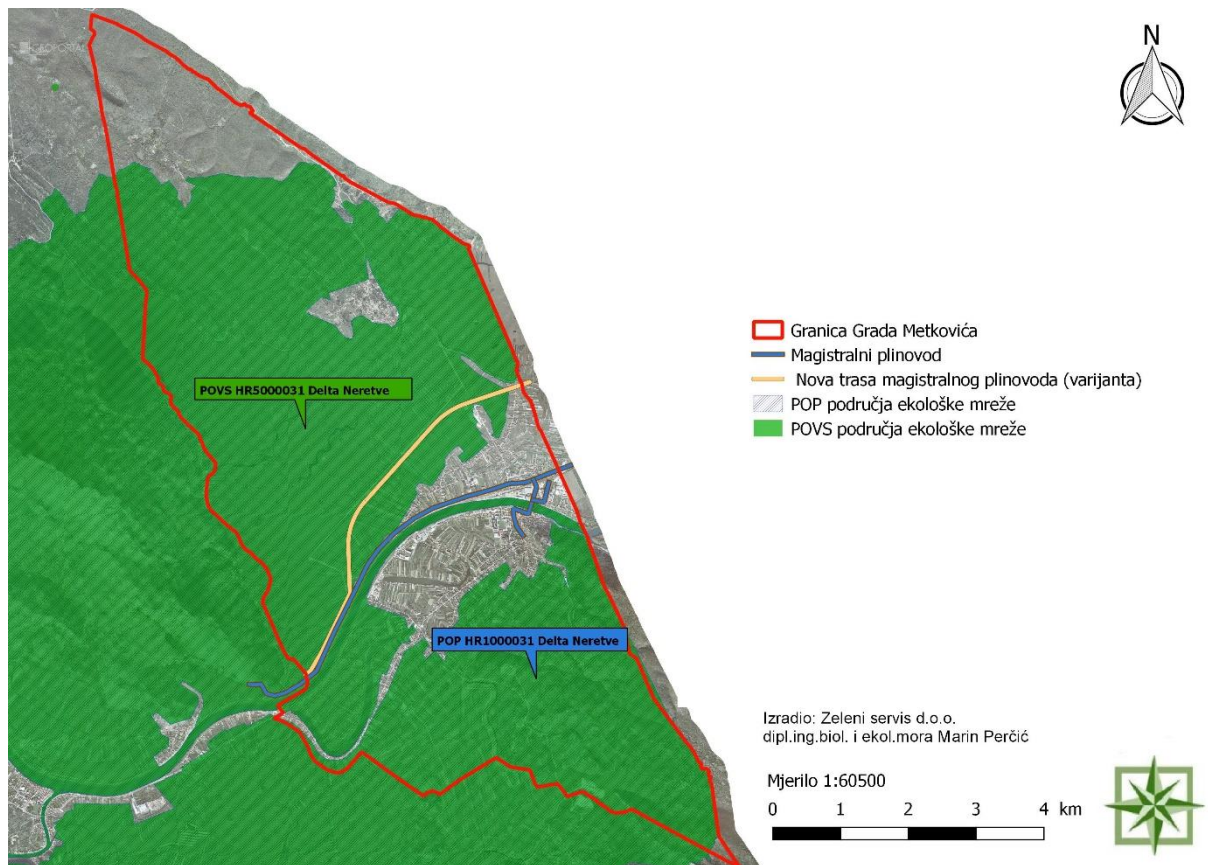 GEOPORTAL
N
Granica Grada Metkovića
Magistralni plinovod
Nova trasa magistralnog plinovoda (varijanta)
POP područja ekološke mreže
POVS područja ekološke mreže
POVS HR5000031 Delta Neretve
POP HR1000031 Delta Neretve
Izradio: Zeleni servis d.o.o.
dipl.ing.biol. i ekol.mora Marin Perčić
Mjerilo 1:60500
0 1 2 3 4 km